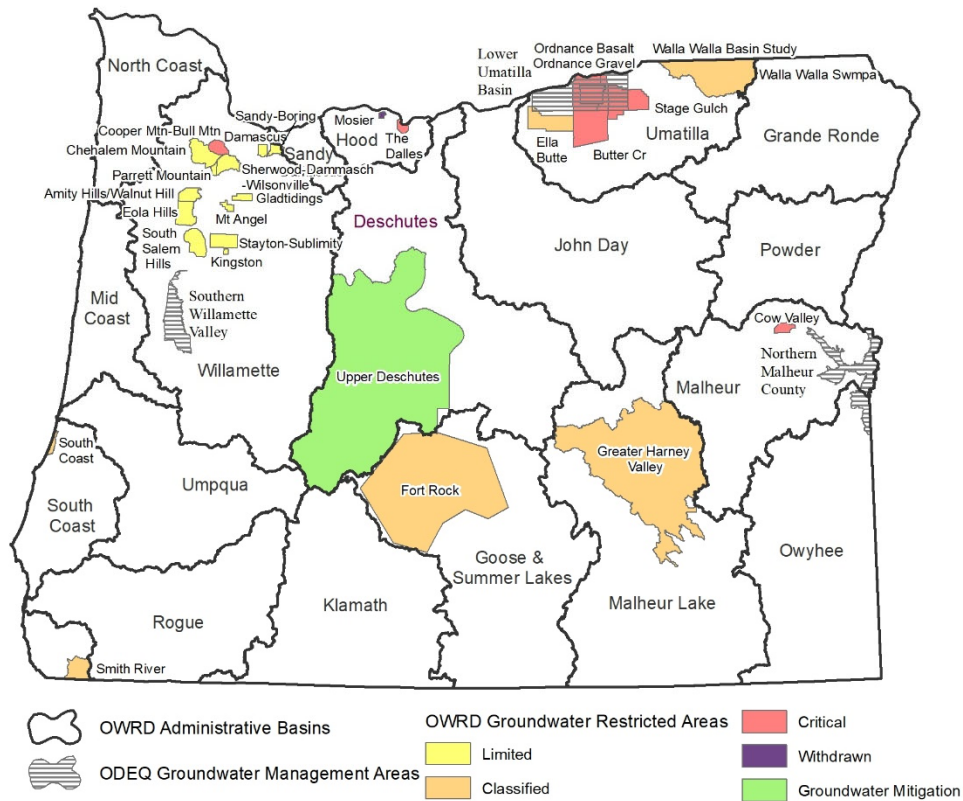 North Coast
Lower
Umatilla
Basin
Ordnance Basalt
Ordnance Gravel
Walla Walla Basin Study
Walla Walla Swmpa
Stage Gulch
Umatilla
Ella
Butte
Butter Cr
Grande Ronde
Sandy-Boring
Mosier
Hood
The
Dalles
Cooper Mtn-Bull Mtn
Damascus
Sandy
Chehalem Mountain
Parrett Mountain
Sherwood-Dammasch
-Wilsonville
Amity Hills/Walnut Hill
Gladtidings
Eola Hills
Mt Angel
South
Salem
Hills
Stayton-Sublimity
Kingston
Deschutes
John Day
Powder
Mid
Coast
Southern
Willamette
Valley
Willamette
Upper Deschutes
Cow Valley
Northern
Malheur
County
Malheur
South
Coast
South
Coast
Umpqua
Fort Rock
Greater Harney
Valley
Goose &
Summer Lakes
Owyhee
Rogue
Klamath
Malheur Lake
Smith River
OWRD Administrative Basins
ODEQ Groundwater Management Areas
OWRD Groundwater Restricted Areas
Limited
Classified
Critical
Withdrawn
Groundwater Mitigation